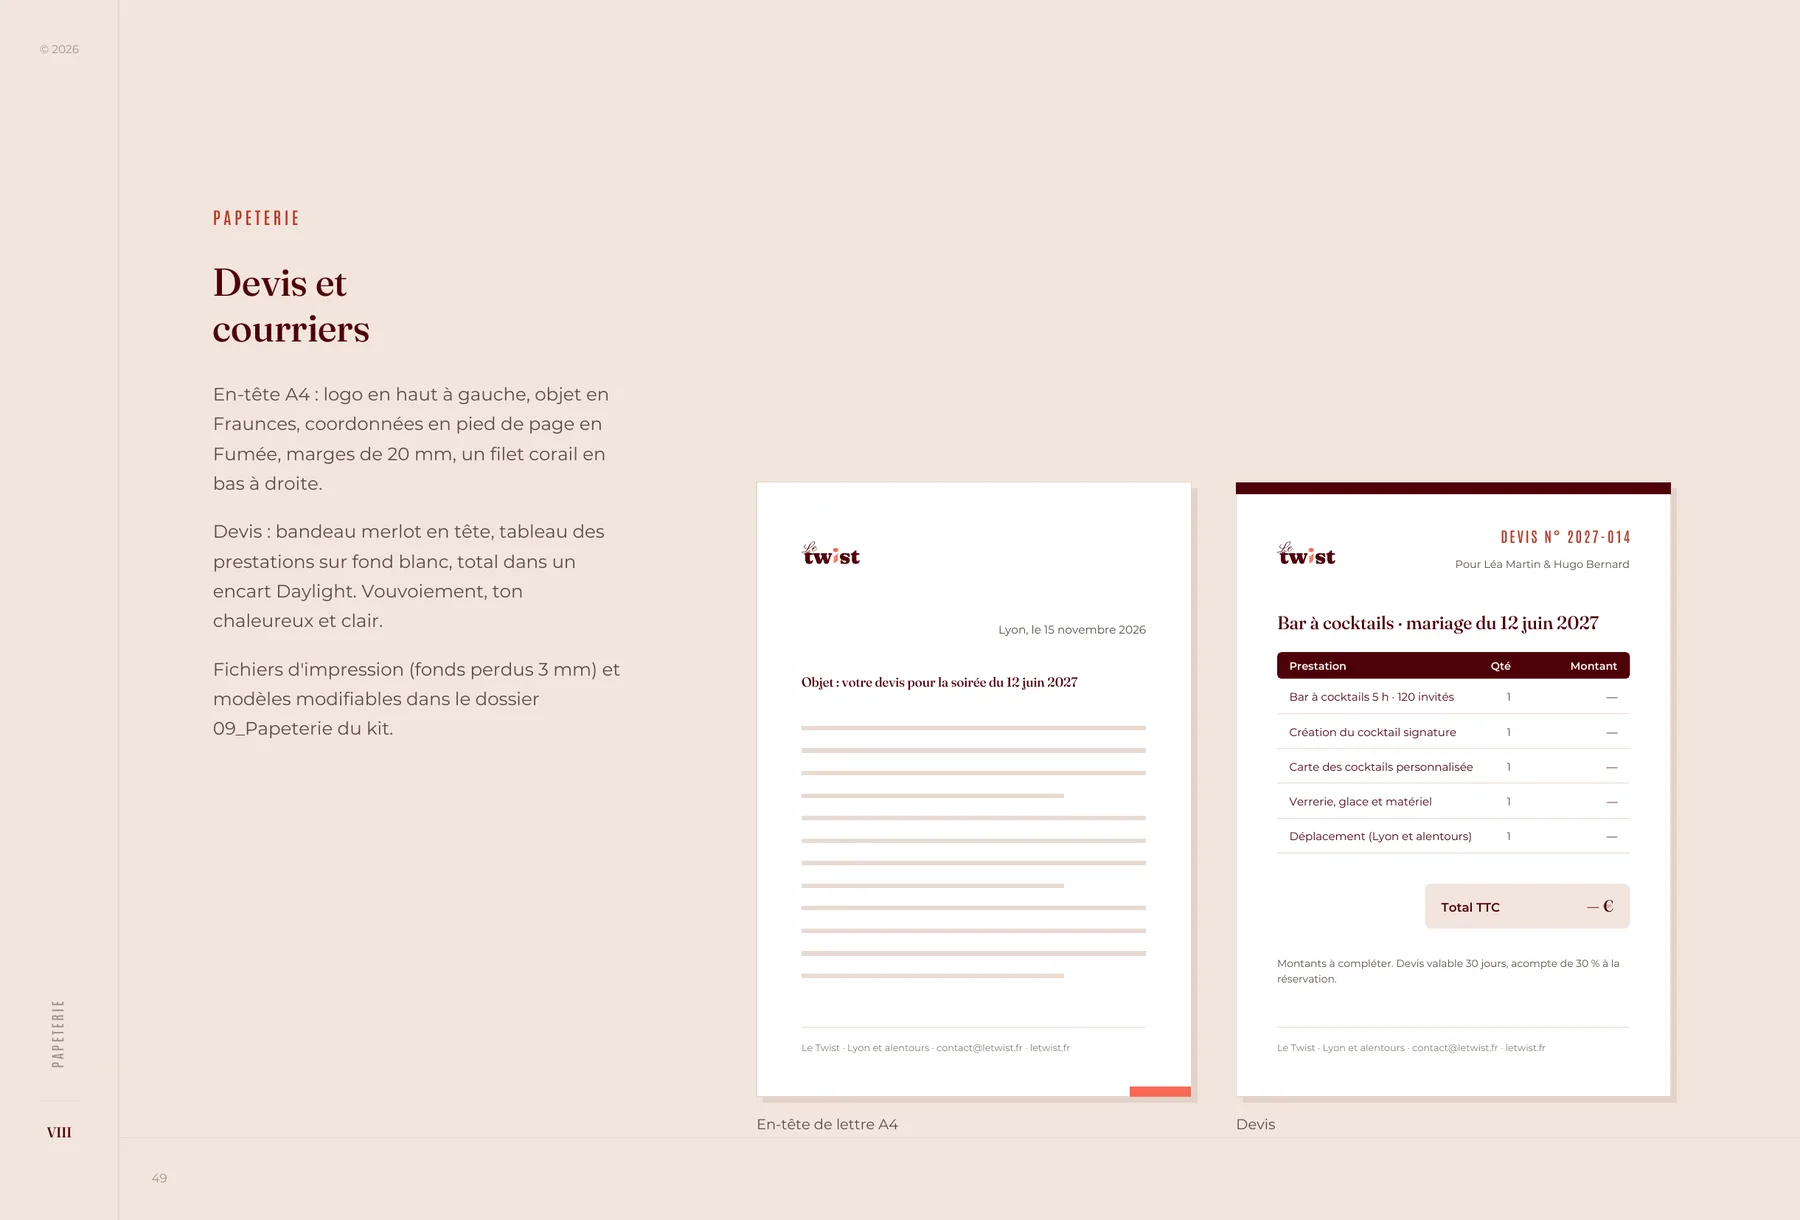 © 2026
PAPETERIE
Devis et
courriers
En-tête A4 : logo en haut à gauche, objet en
Fraunces, coordonnées en pied de page en
Fumée, marges de 20 mm, un filet corail en
bas à droite.
Devis : bandeau merlot en tête, tableau des
prestations sur fond blanc, total dans un
encart Daylight. Vouvoiement, ton
chaleureux et clair.
Fichiers d'impression (fonds perdus 3 mm) et
modèles modifiables dans le dossier
09_Papeterie du kit.
Le
twist
Lyon, le 15 novembre 2026
Objet : votre devis pour la soirée du 12 juin 2027
Le Twist · Lyon et alentours · contact@letwist.fr · letwist.fr
En-tête de lettre A4
Le
twist
DEVIS N° 2027-014
Pour Léa Martin & Hugo Bernard
Bar à cocktails · mariage du 12 juin 2027
Prestation Qté Montant
Bar à cocktails 5 h · 120 invités 1 —
Création du cocktail signature 1 —
Carte des cocktails personnalisée 1 —
Verrerie, glace et matériel 1 —
Déplacement (Lyon et alentours) 1 —
Total TTC — €
Montants à compléter. Devis valable 30 jours, acompte de 30 % à la
réservation.
Le Twist · Lyon et alentours · contact@letwist.fr · letwist.fr
Devis
PAPETERIE
VIII
49